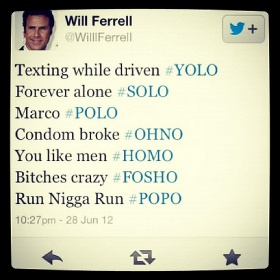 Will Ferrell
@WilllFerrell
+
Texting while driven #YOLO
Forever alone #SOLO
Marco #POLO
Condom broke #OHNO
You like men #HOMO
Bitches crazy #FOSHO
Run Nigga Run #POPO
10:27pm - 28 Jun 12